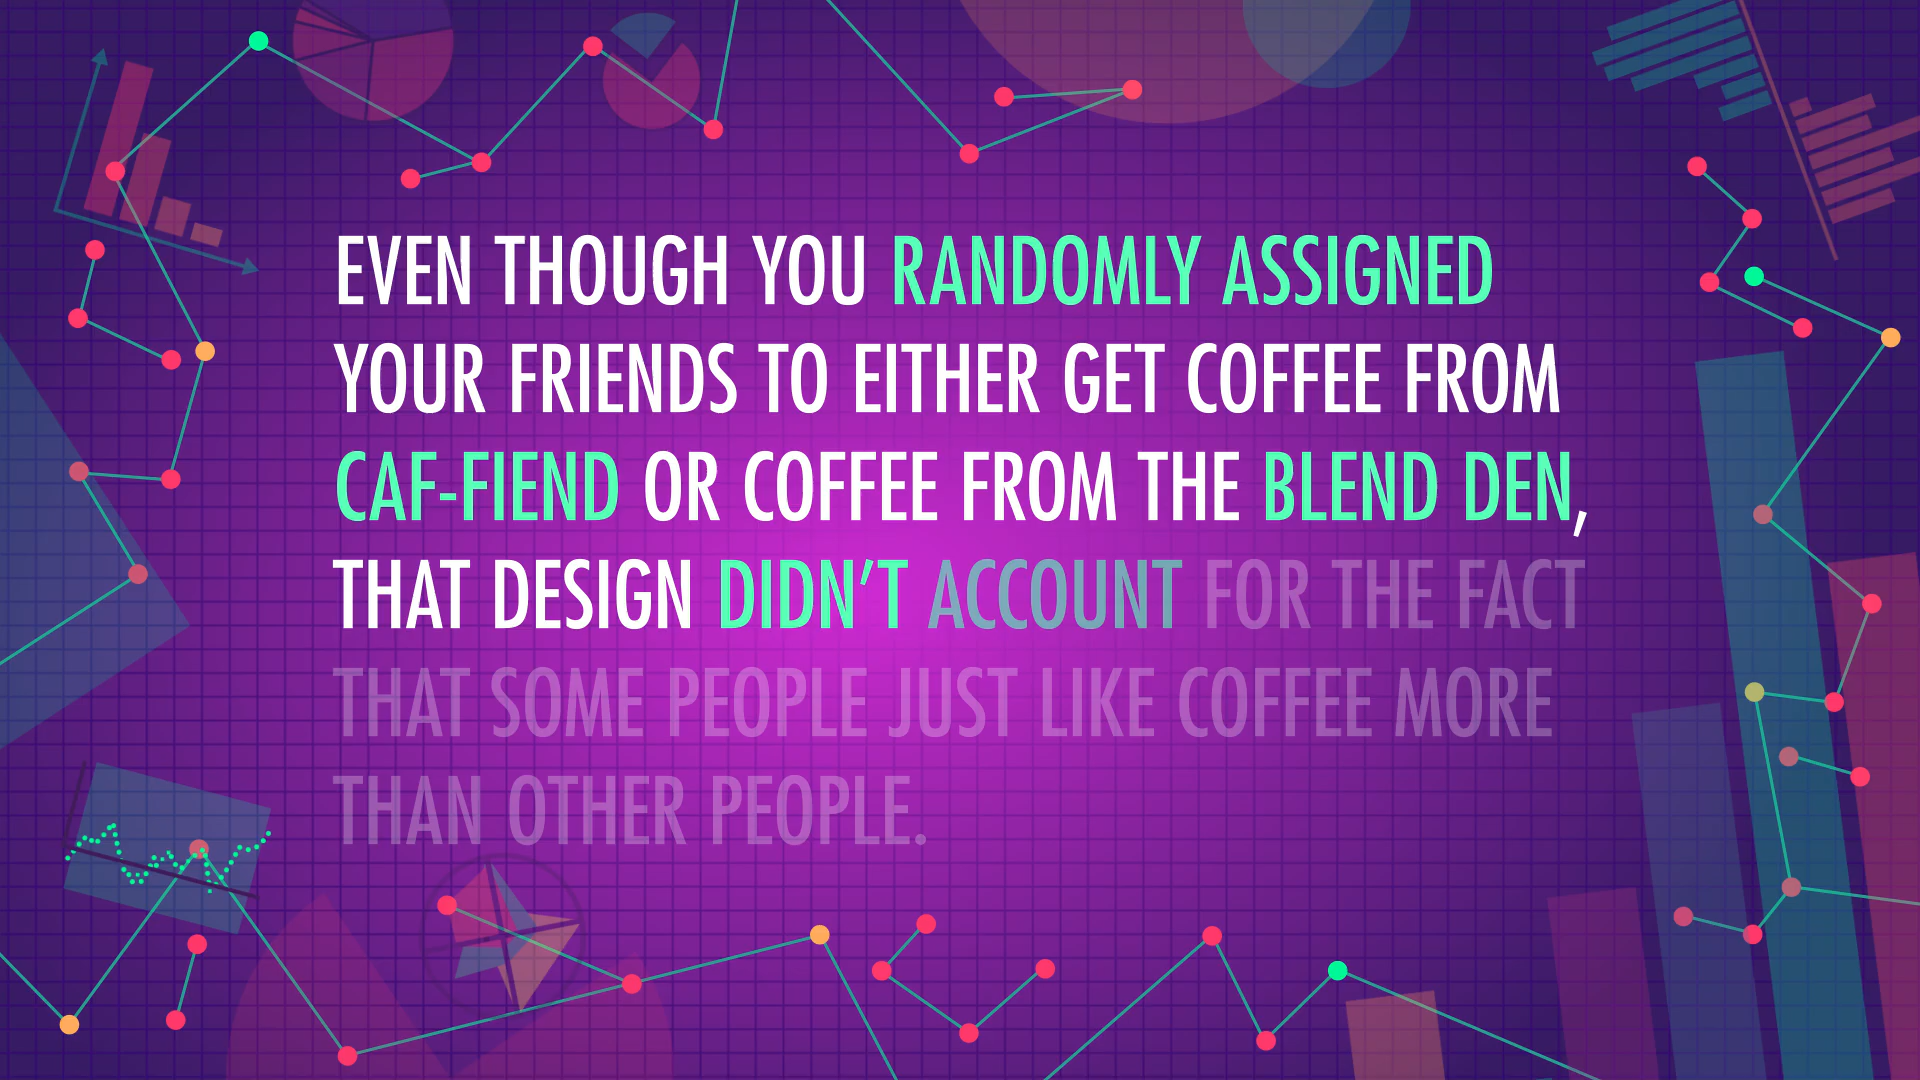 EVEN THOUGH YOU RANDOMLY ASSIGNED
YOUR FRIENDS TO EITHER GET COFFEE FROM
CAF-FIEND OR COFFEE FROM THE BLEND DEN,
THAT DESIGN DIDN'T ACCOUNT FOR THE FACT
THAT SOME PEOPLE JUST LIKE COFFEE MORE
THAN OTHER PEOPLE.